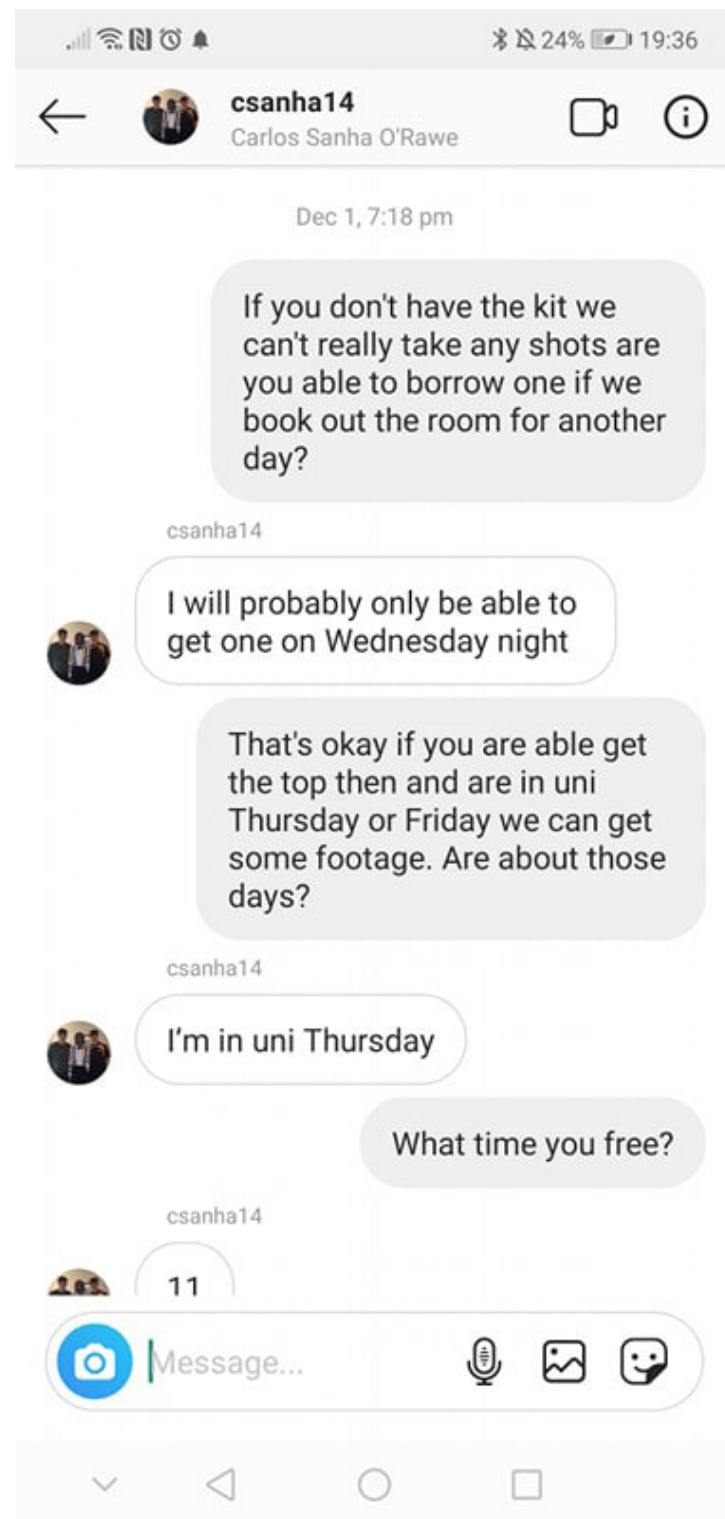 24% 19:36
csanha14
Carlos Sanha O'Rawe
Dec 1, 7:18 pm
If you don't have the kit we
can't really take any shots are
you able to borrow one if we
book out the room for another
day?
csanha14
I will probably only be able to
get one on Wednesday night
That's okay if you are able get
the top then and are in uni
Thursday or Friday we can get
some footage. Are about those
days?
csanha14
I’m in uni Thursday
What time you free?
csanha14
11
Message...